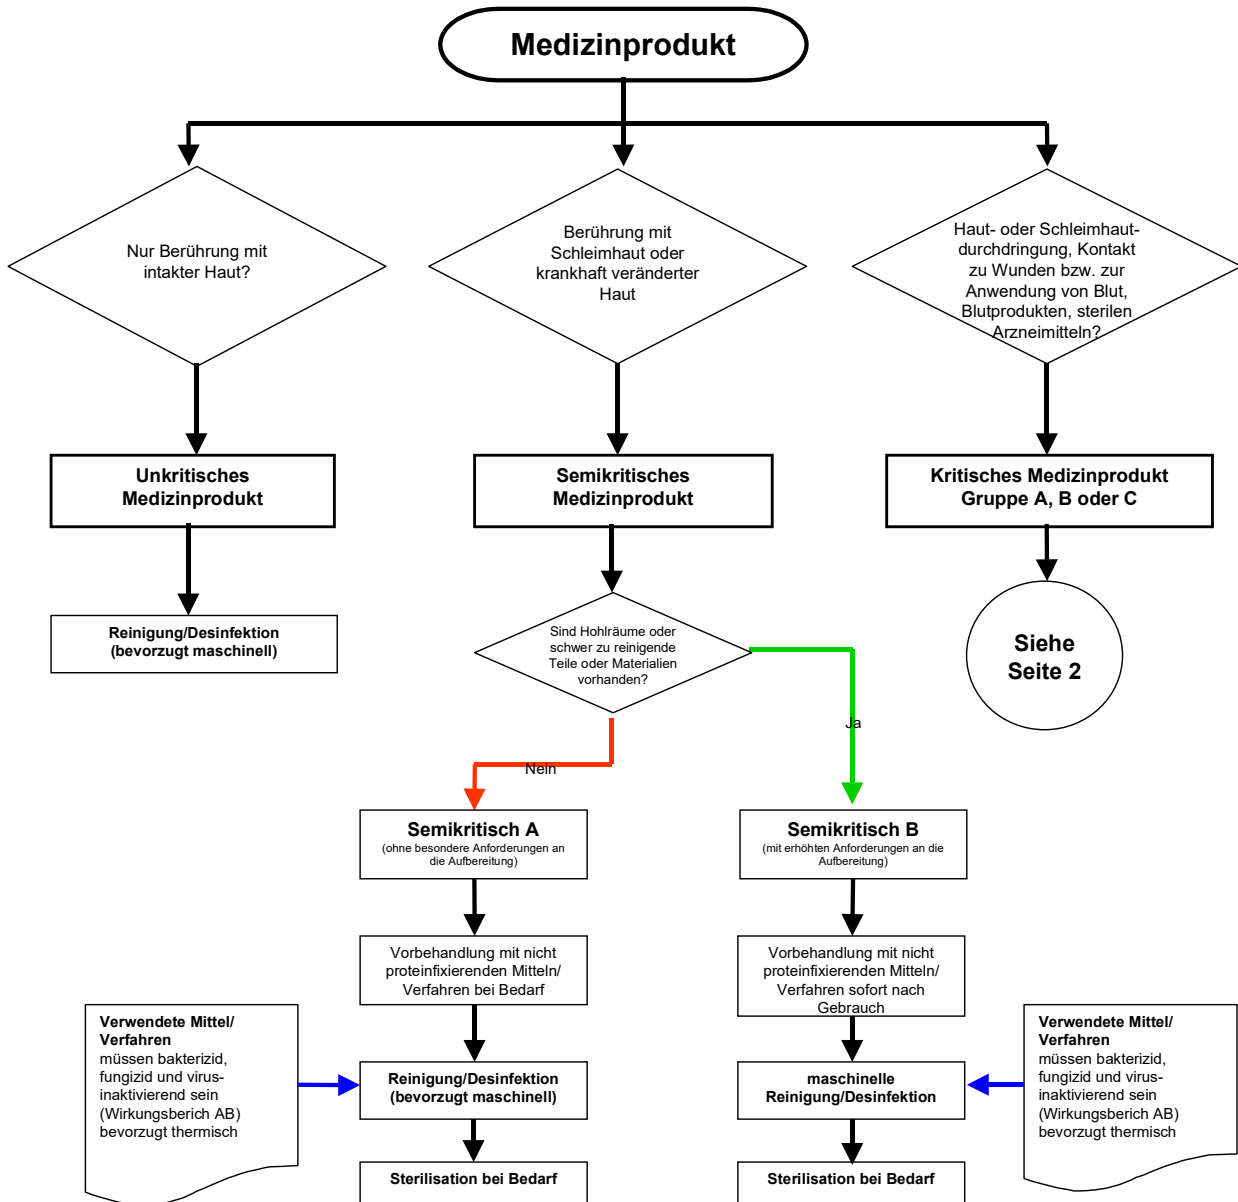 Medizinprodukt
Nur Berührung mit
intakter Haut?
Berührung mit
Schleimhaut oder
krankhaft veränderter
Haut
Haut- oder Schleimhaut-
durchdringung, Kontakt
zu Wunden bzw. zur
Anwendung von Blut,
Blutprodukten, sterilen
Arzneimitteln?
Unkritisches
Medizinprodukt
Semikritisches
Medizinprodukt
Kritisches Medizinprodukt
Gruppe A, B oder C
Reinigung/Desinfektion
(bevorzugt maschinell)
Sind Hohlräume oder
schwer zu reinigende
Teile oder Materialien
vorhanden?
Siehe
Seite 2
Ja
Nein
Semikritisch A
(ohne besondere Anforderungen an
die Aufbereitung)
Semikritisch B
(mit erhöhten Anforderungen an die
Aufbereitung)
Vorbehandlung mit nicht
proteinfixierenden Mitteln/
Verfahren bei Bedarf
Vorbehandlung mit nicht
proteinfixierenden Mitteln/
Verfahren sofort nach
Gebrauch
Verwendete Mittel/
Verfahren
müssen bakterizid,
fungizid und virus-
inaktivierend sein
(Wirkungsberich AB)
bevorzugt thermisch
Reinigung/Desinfektion
(bevorzugt maschinell)
maschinelle
Reinigung/Desinfektion
Verwendete Mittel/
Verfahren
müssen bakterizid,
fungizid und virus-
inaktivierend sein
(Wirkungsberich AB)
bevorzugt thermisch
Sterilisation bei Bedarf
Sterilisation bei Bedarf